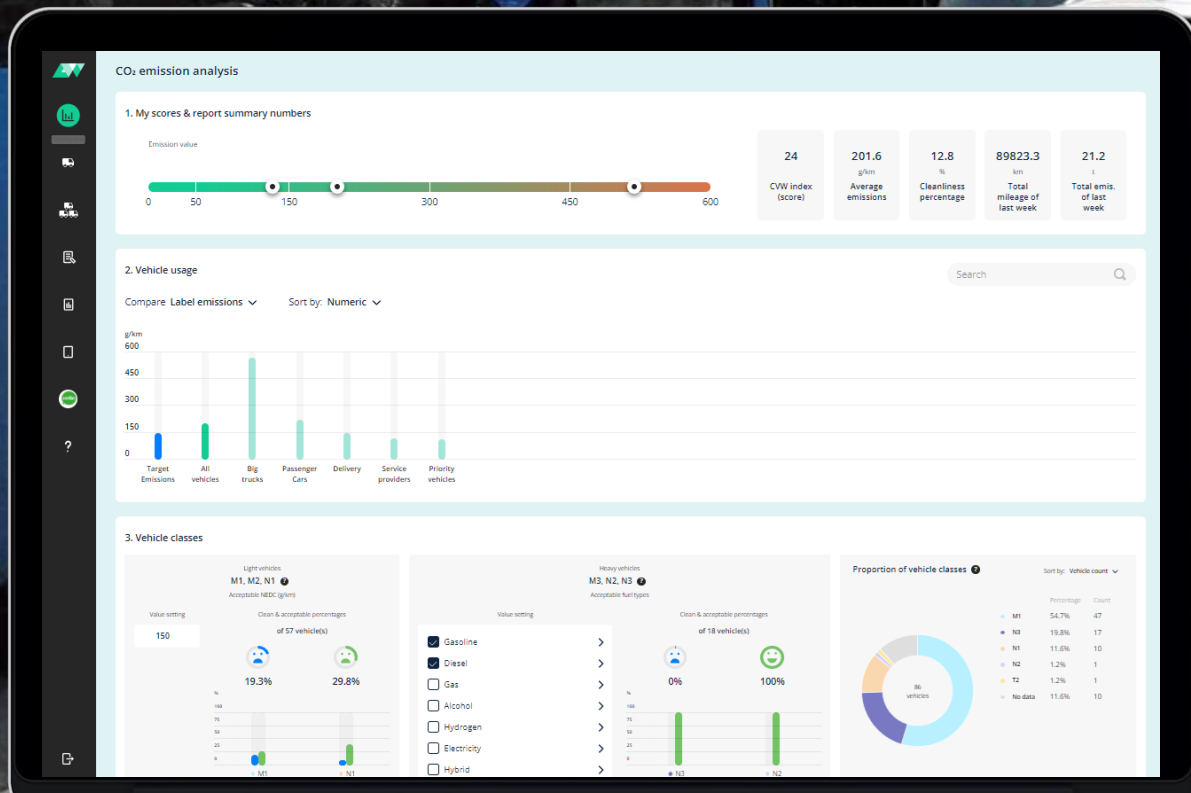 CO₂ emission analysis
1. My scores & report summary numbers
Emission value
0 50 150 300 450 600
24
CVW index
(score)
201.6
g/km
Average
emissions
12.8
%
Cleanliness
percentage
89823.3
km
Total
mileage of
last week
21.2
t
Total emis.
of last
week
2. Vehicle usage
Search
Compare Label emissions
Sort by: Numeric
g/km
600
450
300
150
0
Target
Emissions
All
vehicles
Big
trucks
Passenger
Cars
Delivery
Service
providers
Priority
vehicles
?
3. Vehicle classes
Light vehicles
M1, M2, N1 ?
Acceptable NEDC (g/km)
Value setting
150
Clean & acceptable percentages
of 57 vehicle(s)
19.3% 29.8%
%
100
75
50
25
0
M1 N1
Heavy vehicles
M3, N2, N3 ?
Acceptable fuel types
Value setting
Gasoline
Diesel
Gas
Alcohol
Hydrogen
Electricity
Hybrid
Clean & acceptable percentages
of 18 vehicle(s)
0% 100%
%
100
75
50
25
0
N3 N2
Proportion of vehicle classes ?
Sort by: Vehicle count
Percentage Count
M1 54.7% 47
N3 19.8% 17
N1 11.6% 10
N2 1.2% 1
T2 1.2% 1
No data 11.6% 10
86
vehicles